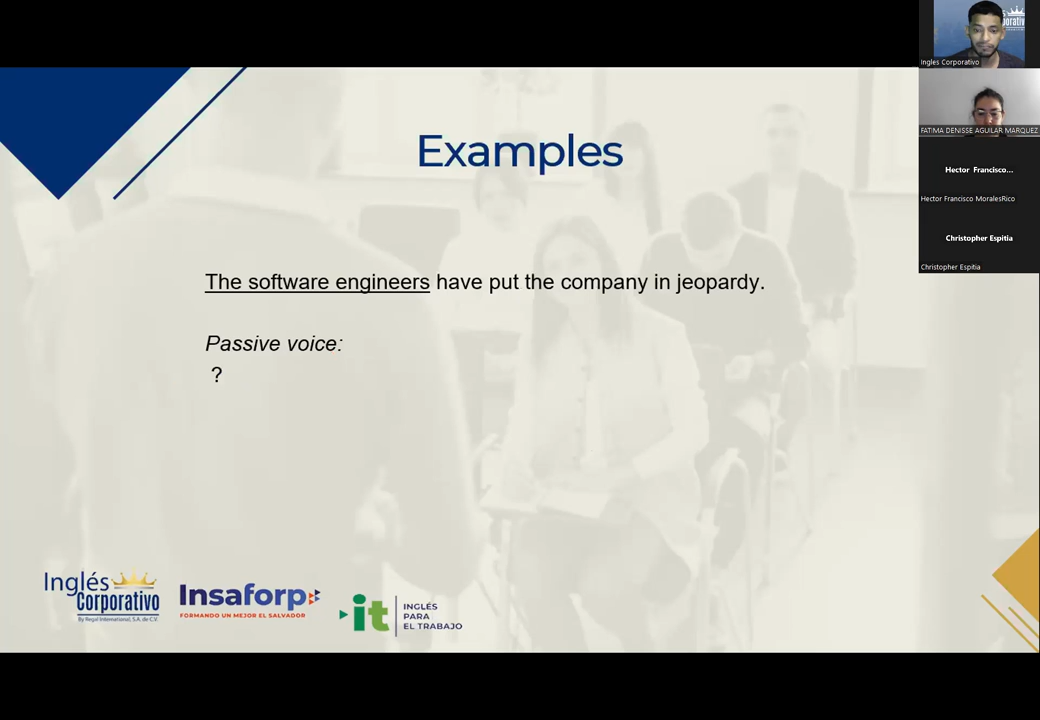 Examples
The software engineers have put the company in jeopardy.
Passive voice:
?
Inglés
Corporativo
By Regal International, S.A. de C.V.
Insaforp
FORMANDO UN MEJOR EL SALVADOR
it
INGLÉS
PARA
EL TRABAJO
Ingles Corporativo
FATIMA DENISSE AGUILAR MARQUEZ
Hector Francisco...
Hector Francisco MoralesRico
Christopher Espitia
Christopher Espitia